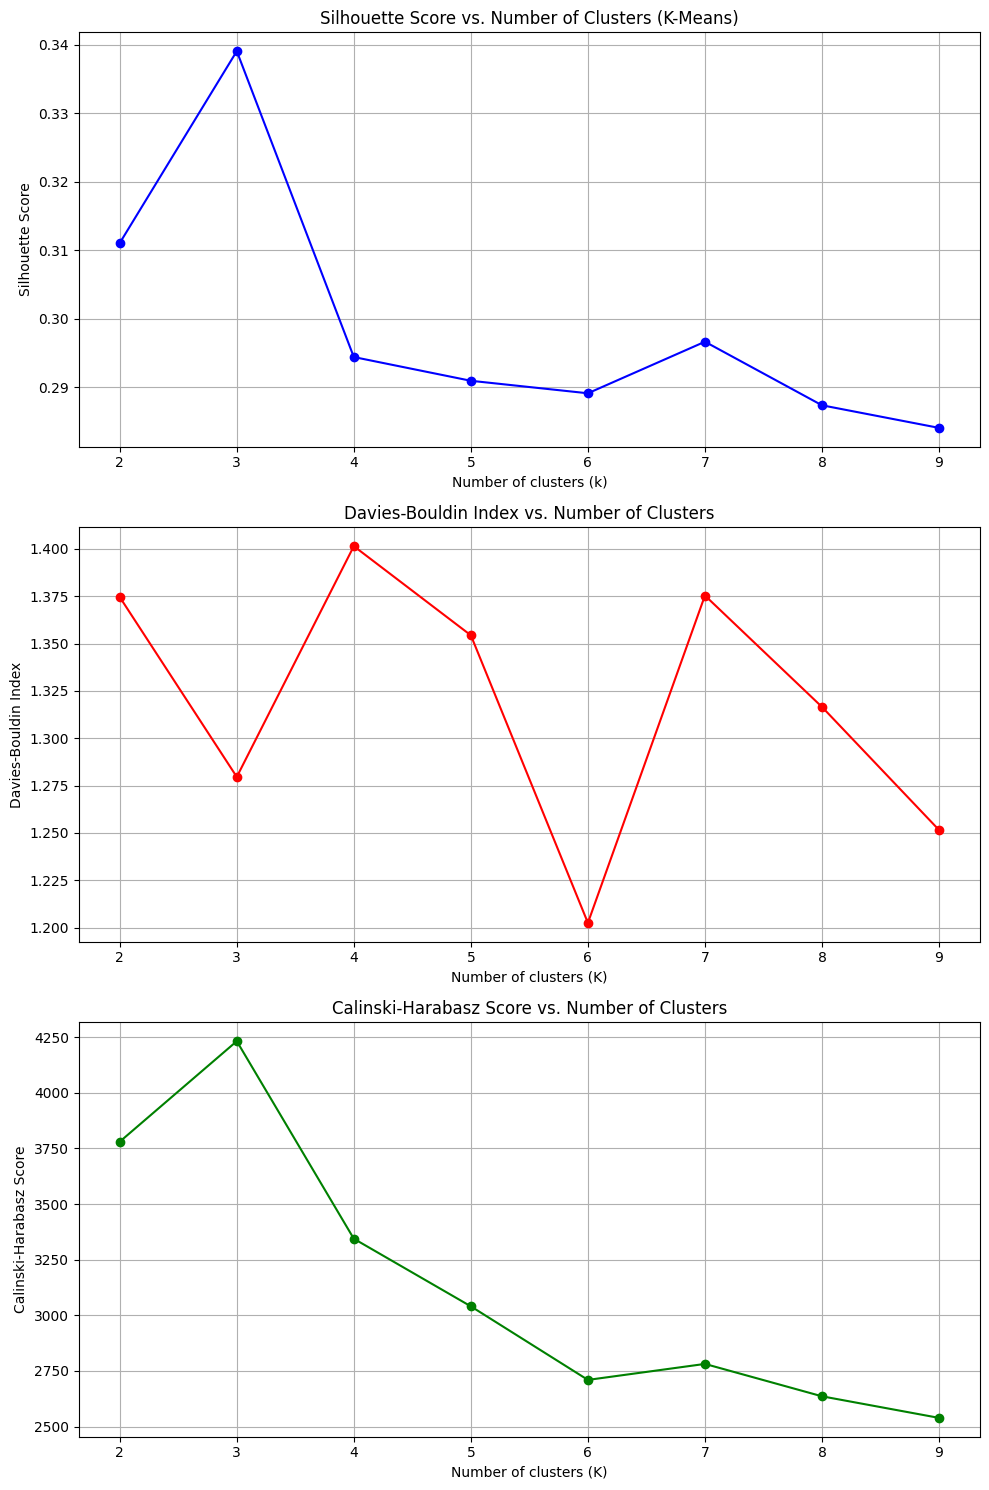 Silhouette Score vs. Number of Clusters (K-Means)
0.34
0.33
0.32
0.31
0.30
0.29
Silhouette Score
2 3 4 5 6 7 8 9
Number of clusters (k)
Davies-Bouldin Index vs. Number of Clusters
1.400
1.375
1.350
1.325
1.300
1.275
1.250
1.225
1.200
Davies-Bouldin Index
2 3 4 5 6 7 8 9
Number of clusters (K)
Calinski-Harabasz Score vs. Number of Clusters
4250
4000
3750
3500
3250
3000
2750
2500
Calinski-Harabasz Score
2 3 4 5 6 7 8 9
Number of clusters (K)